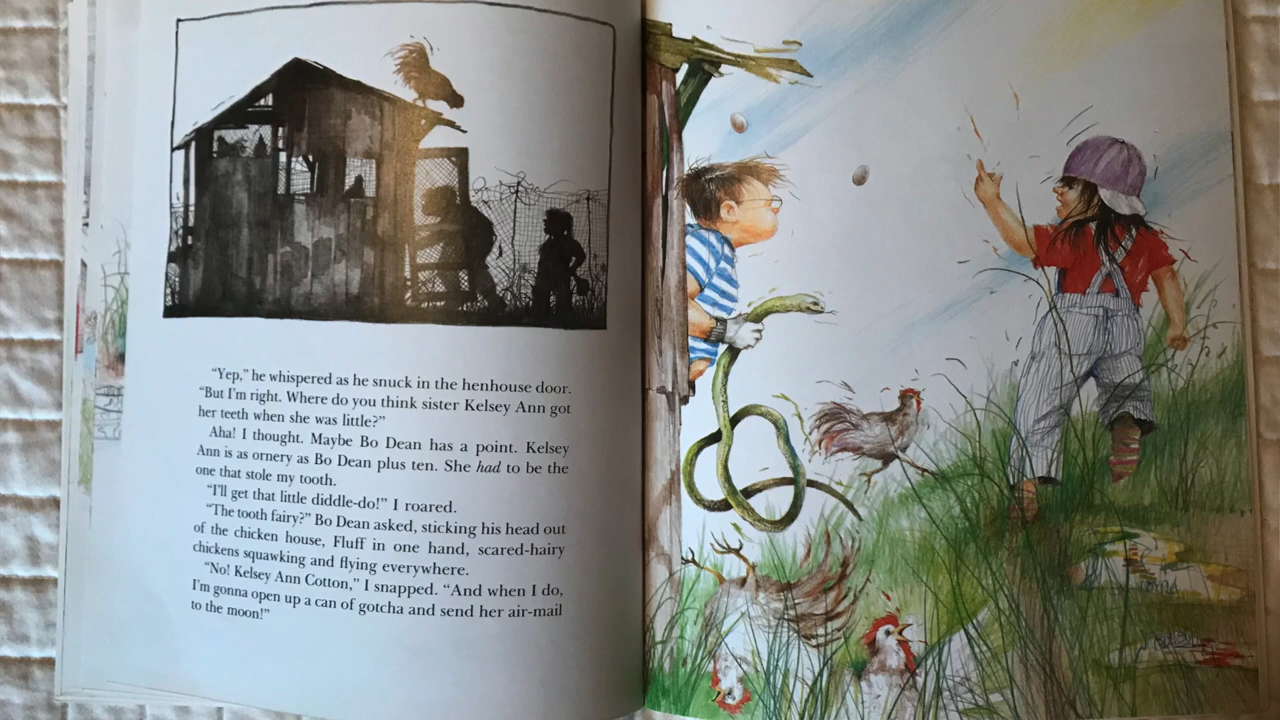 “Yep,” he whispered as he snuck in the henhouse door.
“But I’m right. Where do you think sister Kelsey Ann got
her teeth when she was little?”
Aha! I thought. Maybe Bo Dean has a point. Kelsey
Ann is as ornery as Bo Dean plus ten. She had to be the
one that stole my tooth.
“I’ll get that little diddle-do!” I roared.
“The tooth fairy?” Bo Dean asked, sticking his head out
of the chicken house, Fluff in one hand, scared-hairy
chickens squawking and flying everywhere.
“No! Kelsey Ann Cotton,” I snapped. “And when I do,
I’m gonna open up a can of gotcha and send her air-mail
to the moon!”